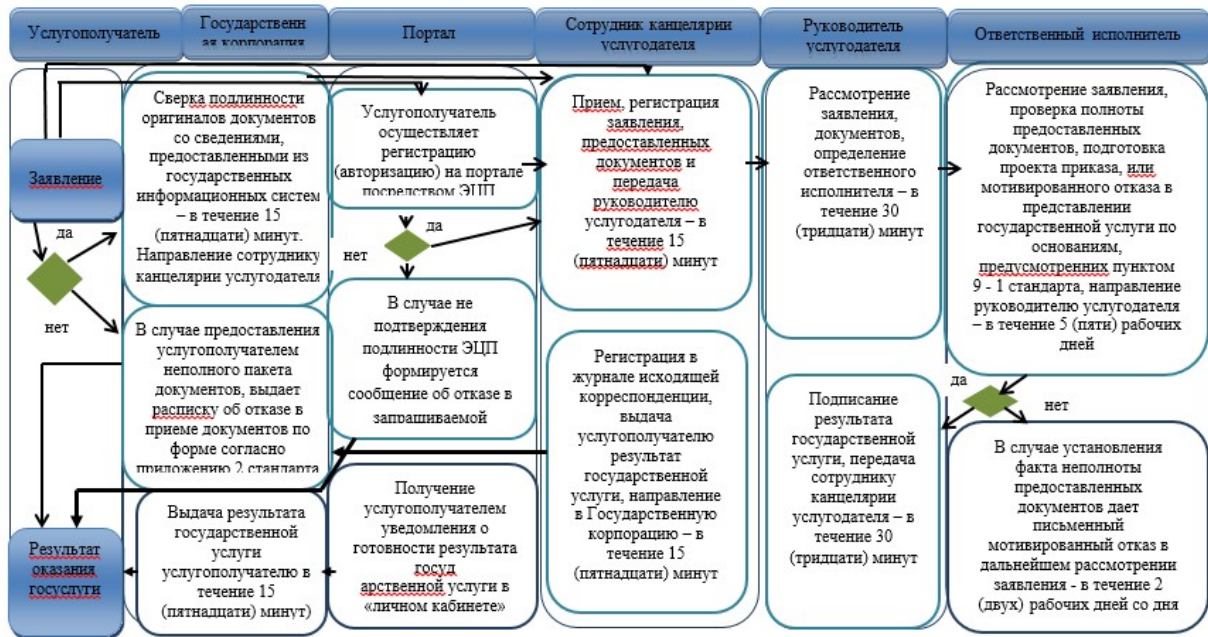 Услугополучатель
Государственн
ая корпорация
Портал
Сотрудник канцелярии
услугодателя
Руководитель
услугодателя
Ответственный исполнитель
Заявление
да
нет
Сверка подлинности
оригиналов документов
со сведениями,
предоставленными из
государственных
информационных систем
– в течение 15
(пятнадцати) минут.
Направление сотруднику
канцелярии услугодателя
Услугополучатель
осуществляет
регистрацию
(авторизацию) на портале
посредством ЭЦП
да
нет
Прием, регистрация
заявления,
предоставленных
документов и
передача
руководителю
услугодателя – в
течение 15
(пятнадцати) минут
Рассмотрение
заявления,
документов,
определение
ответственного
исполнителя – в
течение 30
(тридцати) минут
Рассмотрение заявления,
проверка полноты
предоставленных
документов, подготовка
проекта приказа, или
мотивированного отказа в
представлении
государственной услуги по
основаниям,
предусмотренних пунктом
9 - 1 стандарта, направление
руководителю услугодателя
– в течение 5 (пяти) рабочих
дней
В случае предоставления
услугополучателем
неполного пакета
документов, выдает
расписку об отказе в
приеме документов по
форме согласно
приложению 2 стандарта
В случае не
подтверждения
подлинности ЭЦП
формируется
сообщение об отказе в
запрашиваемой
Регистрация в
журнале исходящей
корреспонденции,
выдача
услугополучателю
результат
государственной
услуги, направление
в Государственную
корпорацию – в
течение 15
(пятнадцати) минут
Подписание
результата
государственной
услуги, передача
сотруднику
канцелярии
услугодателя – в
течение 30
(тридцати) минут
да
нет
В случае установления
факта неполноты
предоставленных
документов дает
письменный
мотивированный отказ в
дальнейшем рассмотрении
заявления - в течение 2
(двух) рабочих дней со дня
Результат
оказания
госуслуги
Выдача результата
государственной
услуги
услугополучателю в
течение 15
(пятнадцати) минут)
Получение
услугополучателем
уведомления о
готовности результата
госуд
арственной услуги в
«личном кабинете»